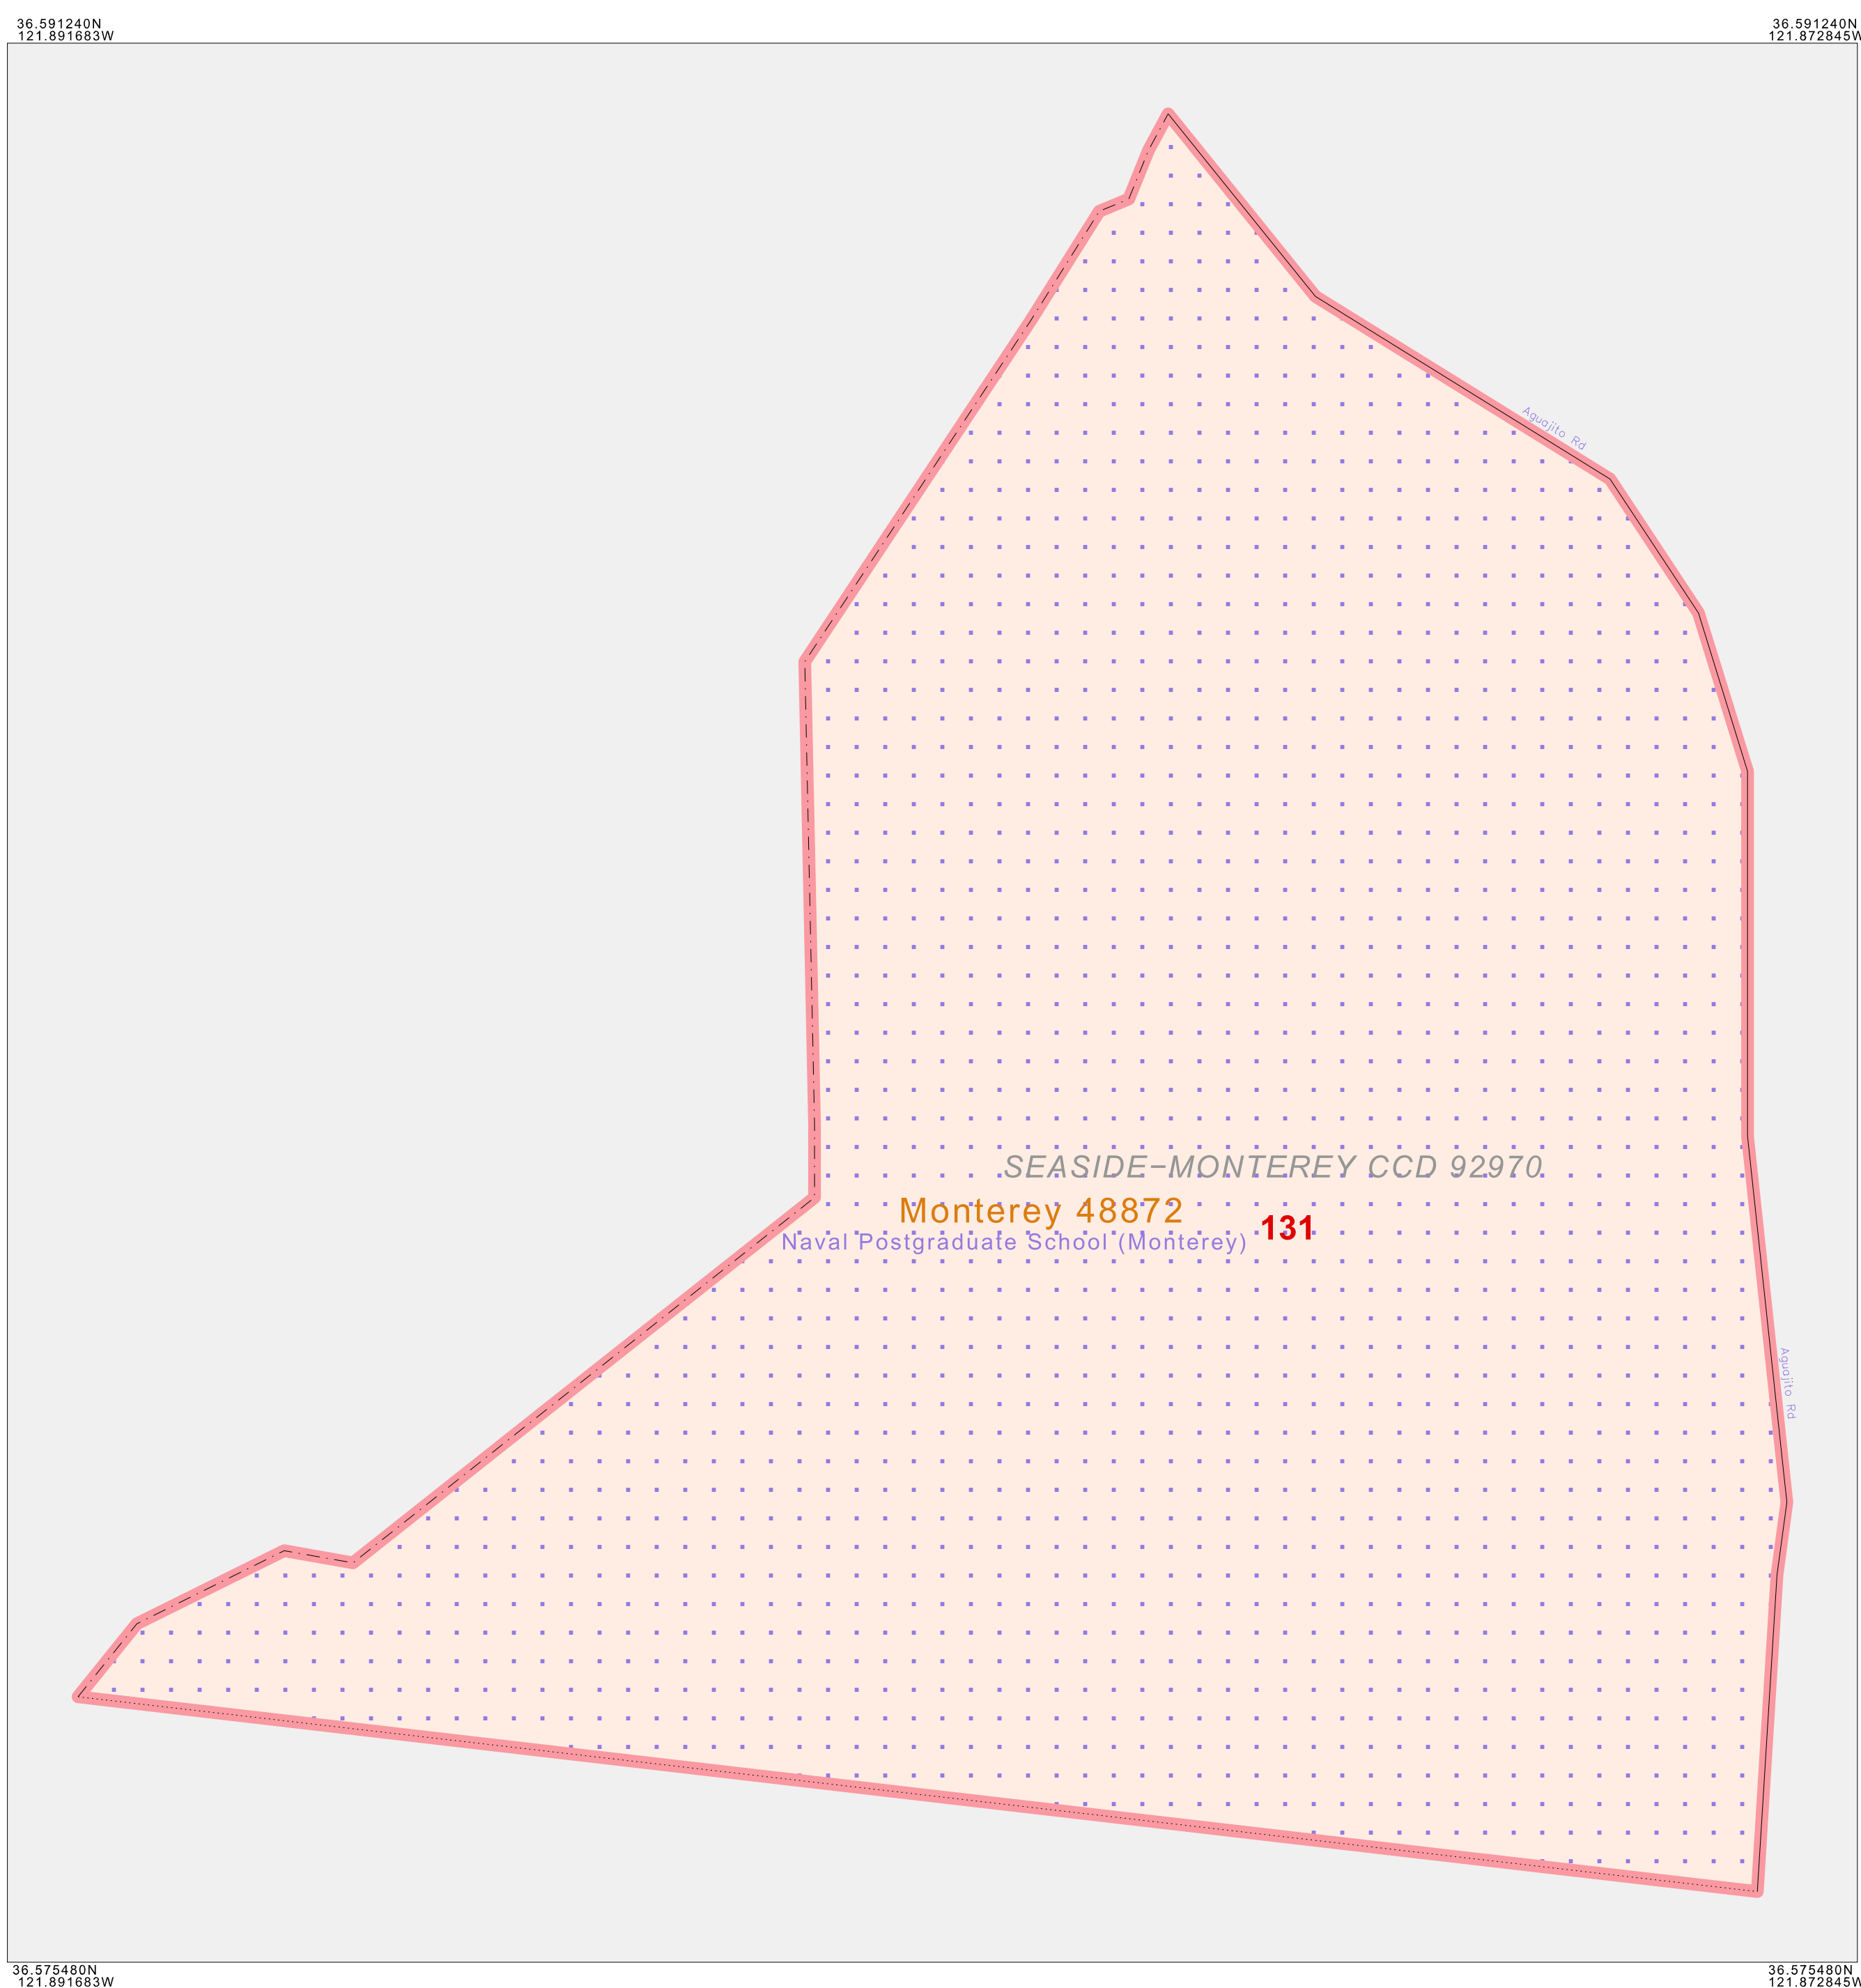 36.591240N
121.891683W
36.591240N
121.872845W
Aguajito Rd
SEASIDE-MONTEREY CCD 92970
Monterey 48872
131
Naval Postgraduate School (Monterey)
Aguajito Rd
36.575480N
121.891683W
36.575480N
121.872845W